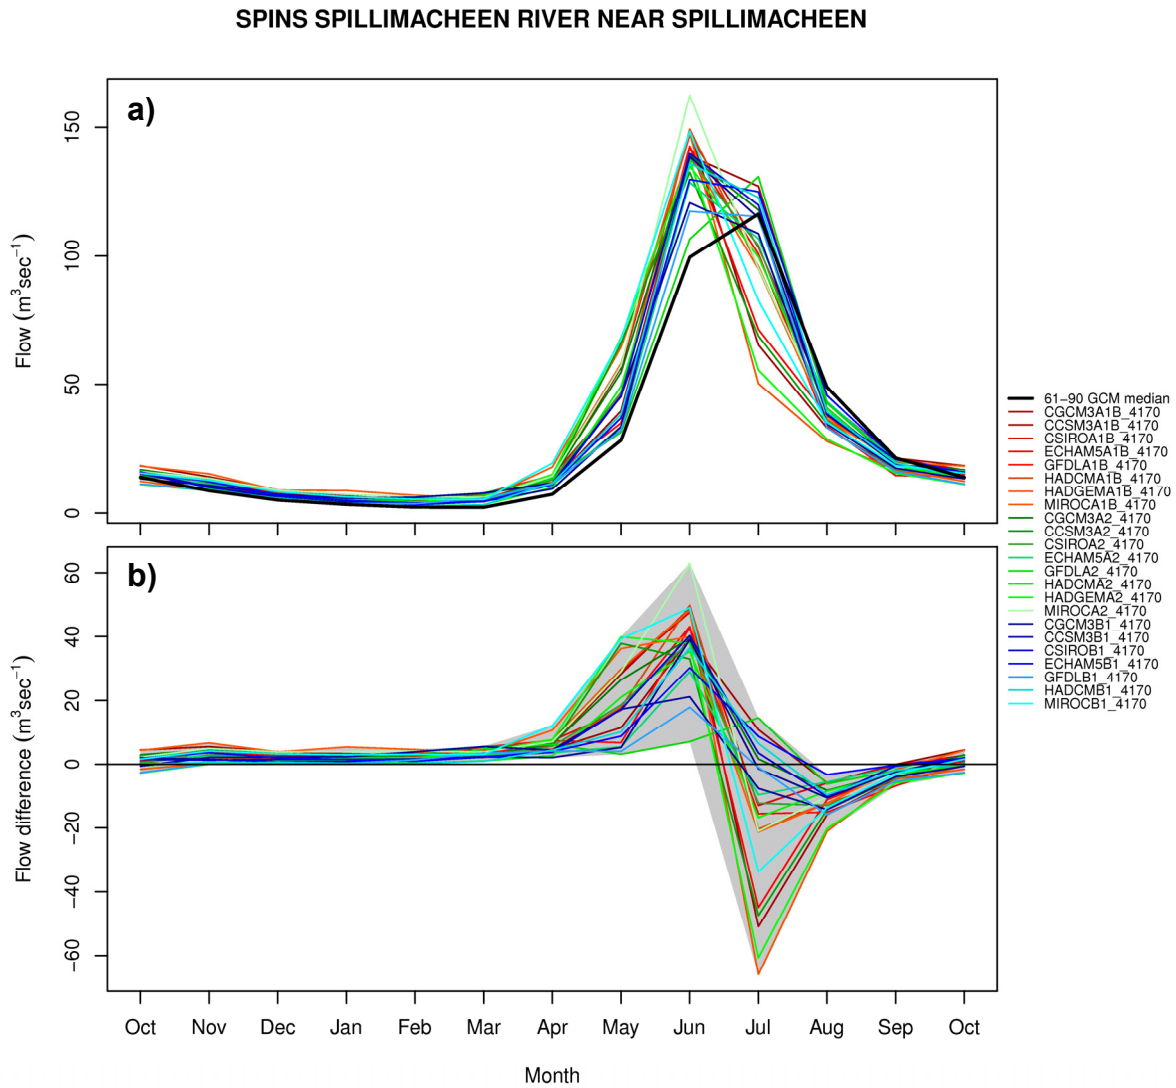 SPINS SPILLIMACHEEN RIVER NEAR SPILLIMACHEEN
a)
150
100
50
0
Flow (m³sec⁻¹)
61−90 GCM median
CGCM3A1B_4170
CCSM3A1B_4170
CSIROA1B_4170
ECHAM5A1B_4170
GFDLA1B_4170
HADCMA1B_4170
HADGEMA1B_4170
MIROCA1B_4170
CGCM3A2_4170
CCSM3A2_4170
CSIROA2_4170
ECHAM5A2_4170
GFDLA2_4170
HADCMA2_4170
HADGEMA2_4170
MIROCA2_4170
CGCM3B1_4170
CCSM3B1_4170
CSIROB1_4170
ECHAM5B1_4170
GFDLB1_4170
HADCMB1_4170
MIROCB1_4170
b)
60
40
20
0
−20
−40
−60
Flow difference (m³sec⁻¹)
Oct Nov Dec Jan Feb Mar Apr May Jun Jul Aug Sep Oct
Month